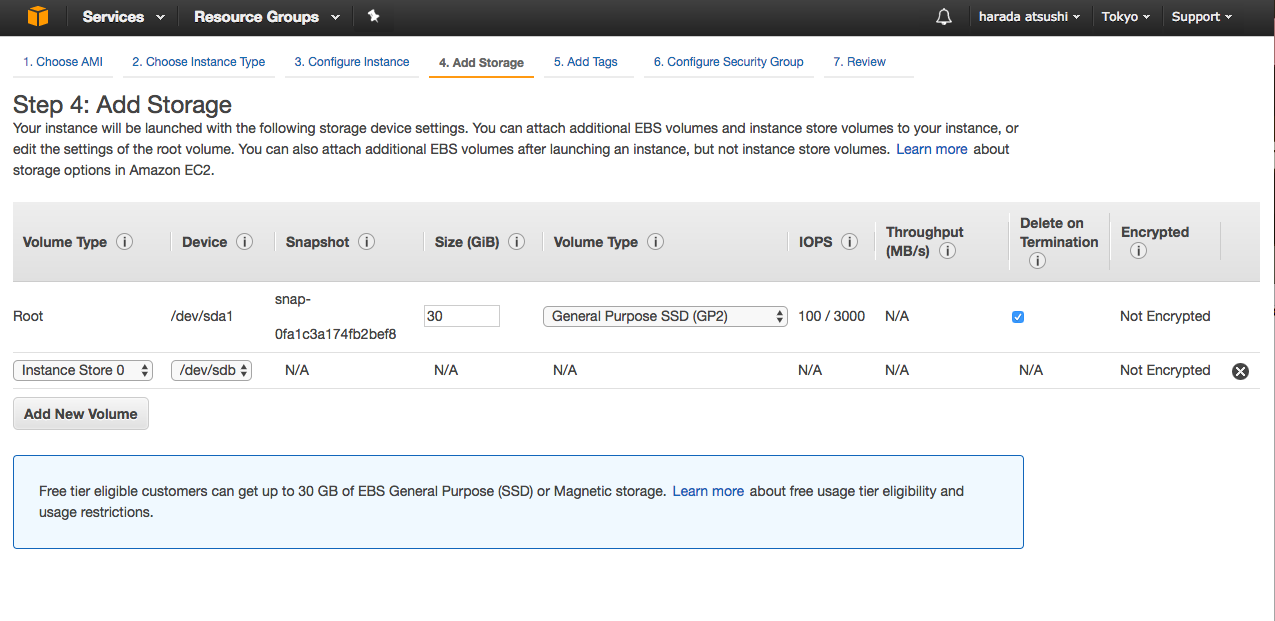 Services Resource Groups harada atsushi Tokyo Support
1. Choose AMI 2. Choose Instance Type 3. Configure Instance 4. Add Storage 5. Add Tags 6. Configure Security Group 7. Review
Step 4: Add Storage
Your instance will be launched with the following storage device settings. You can attach additional EBS volumes and instance store volumes to your instance, or
edit the settings of the root volume. You can also attach additional EBS volumes after launching an instance, but not instance store volumes. Learn more about
storage options in Amazon EC2.
Volume Type i Device i Snapshot i Size (GiB) i Volume Type i IOPS i Throughput (MB/s) i Delete on Termination i Encrypted i
Root /dev/sda1 snap-0fa1c3a174fb2bef8 30 General Purpose SSD (GP2) 100 / 3000 N/A Not Encrypted
Instance Store 0 /dev/sdb N/A N/A N/A N/A N/A N/A Not Encrypted
Add New Volume
Free tier eligible customers can get up to 30 GB of EBS General Purpose (SSD) or Magnetic storage. Learn more about free usage tier eligibility and
usage restrictions.